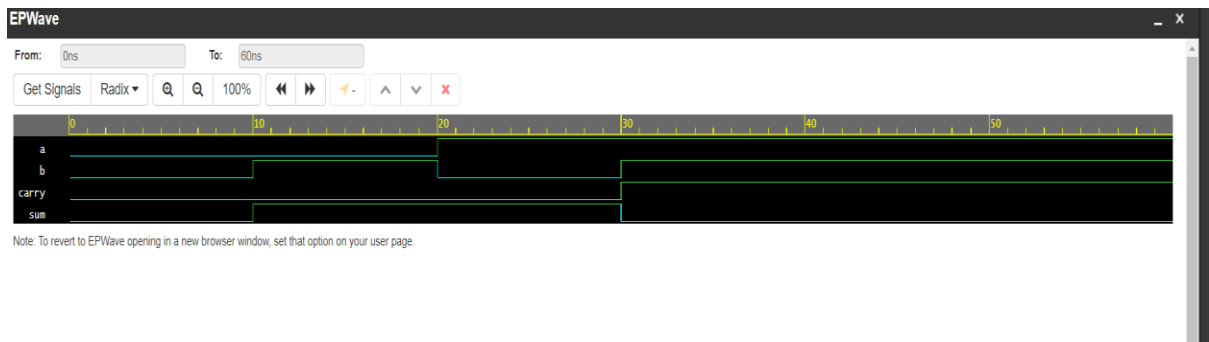 EPWave
From: 0ns To: 60ns
Get Signals Radix 100% -
0 10 20 30 40 50
a
b
carry
sum
Note: To revert to EPWave opening in a new browser window, set that option on your user page.